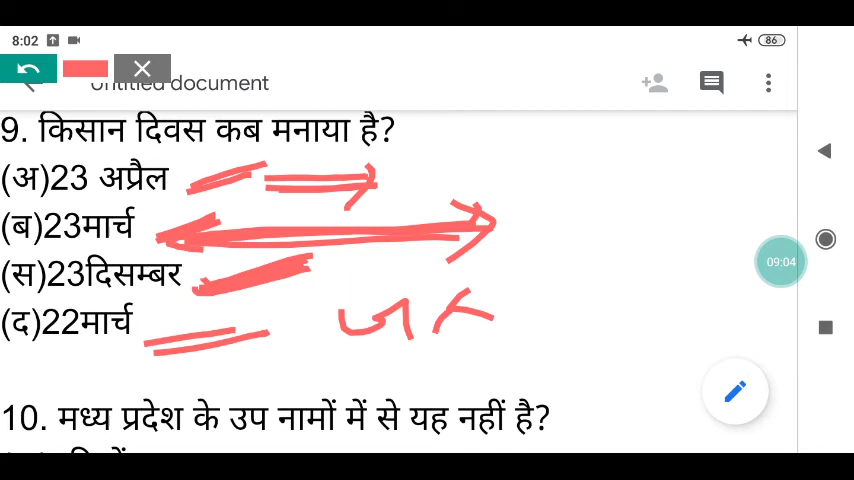 8:02
86
Untitled document
9. किसान दिवस कब मनाया है?
(अ)23 अप्रैल
(ब)23मार्च
(स)23दिसम्बर
09:04
(द)22मार्च
10. मध्य प्रदेश के उप नामों में से यह नहीं है?